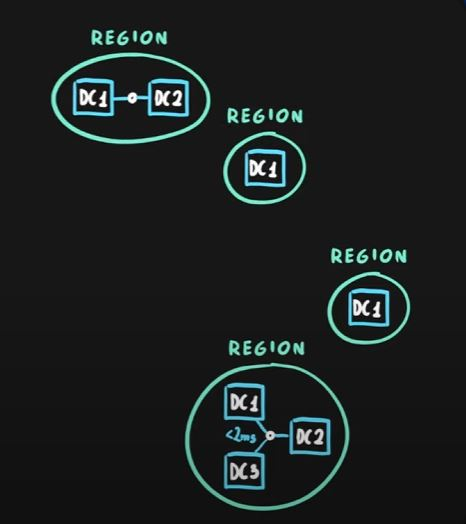 REGION
DC1 DC2
REGION
DC1
REGION
DC1
REGION
DC1
<2ms DC2
DC3